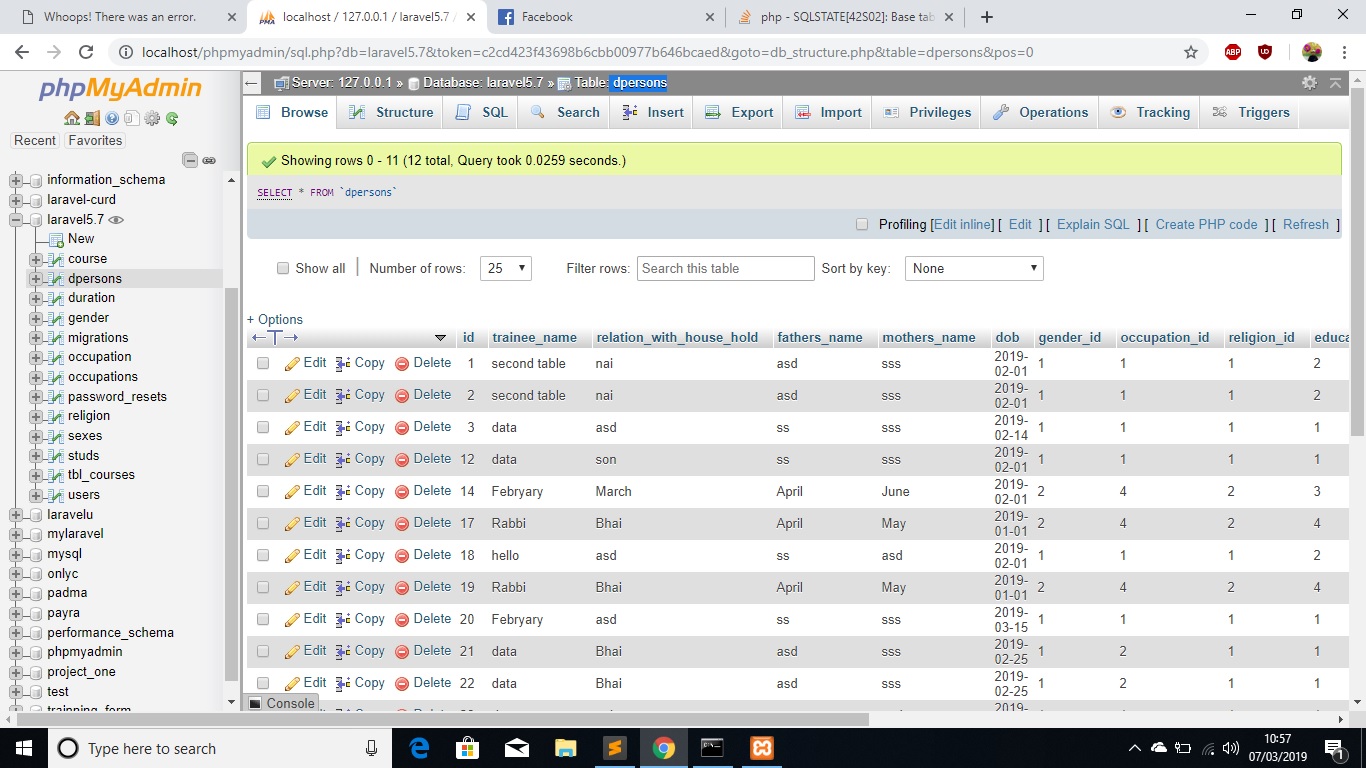 Whoops! There was an error.
localhost / 127.0.0.1 / laravel5.7 /
Facebook
php - SQLSTATE[42S02]: Base tab
localhost/phpmyadmin/sql.php?db=laravel5.7&token=c2cd423f43698b6cbb00977b646bcaed&goto=db_structure.php&table=dpersons&pos=0
phpMyAdmin
Recent Favorites
information_schema
laravel-curd
laravel5.7
New
course
dpersons
duration
gender
migrations
occupation
occupations
password_resets
religion
sexes
studs
tbl_courses
users
laravelu
mylaravel
mysql
onlyc
padma
payra
performance_schema
phpmyadmin
project_one
test
trainning_form
Server: 127.0.0.1 » Database: laravel5.7 » Table: dpersons
Browse Structure SQL Search Insert Export Import Privileges Operations Tracking Triggers
Showing rows 0 - 11 (12 total, Query took 0.0259 seconds.)
SELECT * FROM `dpersons`
Profiling [Edit inline] [ Edit ] [ Explain SQL ] [ Create PHP code ] [ Refresh ]
Show all Number of rows: 25 Filter rows: Search this table Sort by key: None
+ Options
id trainee_name relation_with_house_hold fathers_name mothers_name dob gender_id occupation_id religion_id educa
Edit Copy Delete 1 second table nai asd sss 2019-02-01 1 1 1 2
Edit Copy Delete 2 second table nai asd sss 2019-02-01 1 1 1 2
Edit Copy Delete 3 data asd ss sss 2019-02-14 1 1 1 1
Edit Copy Delete 12 data son ss sss 2019-02-01 1 1 1 1
Edit Copy Delete 14 Febryary March April June 2019-02-01 2 4 2 3
Edit Copy Delete 17 Rabbi Bhai April May 2019-01-01 2 4 2 4
Edit Copy Delete 18 hello asd ss asd 2019-02-01 1 1 1 2
Edit Copy Delete 19 Rabbi Bhai April May 2019-01-01 2 4 2 4
Edit Copy Delete 20 Febryary asd ss sss 2019-03-15 1 1 1 1
Edit Copy Delete 21 data Bhai asd sss 2019-02-25 1 2 1 1
Edit Copy Delete 22 data Bhai asd sss 2019-02-25 1 2 1 1
2019-
Console
Type here to search
10:57
07/03/2019